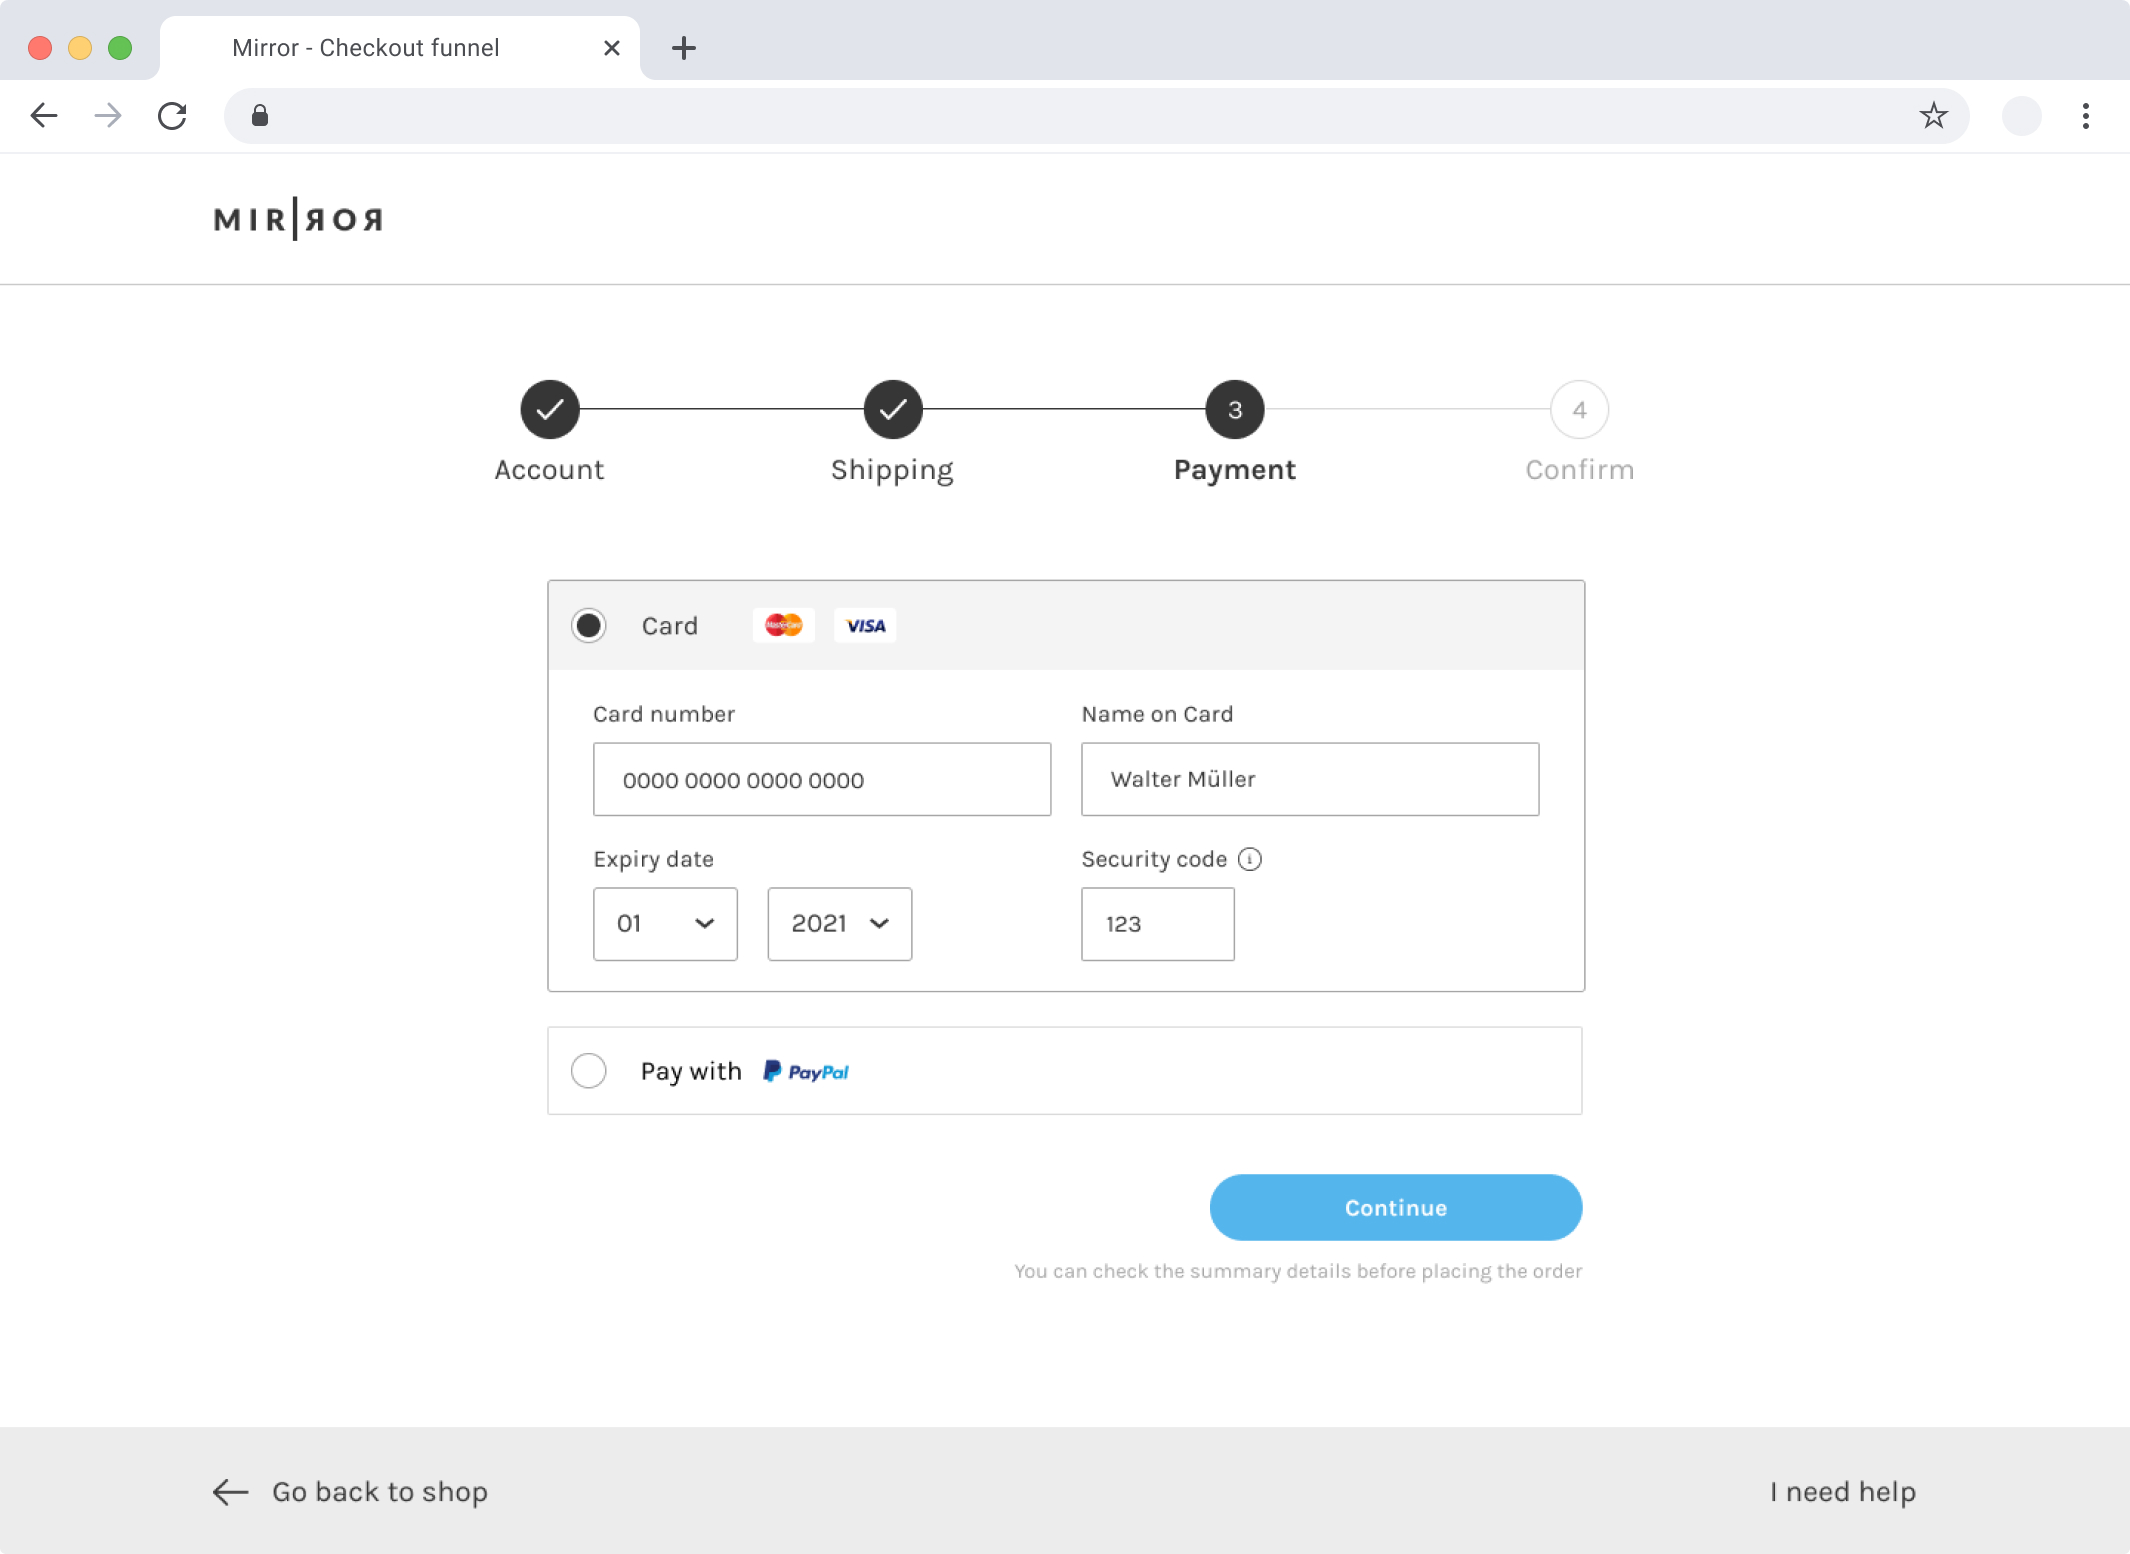 Mirror - Checkout funnel
MIR|ЯOЯ
3
4
Account
Shipping
Payment
Confirm
Card
MasterCard
VISA
Card number
Name on Card
0000 0000 0000 0000
Walter Müller
Expiry date
Security code
01
2021
123
Pay with PayPal
Continue
You can check the summary details before placing the order
Go back to shop
I need help